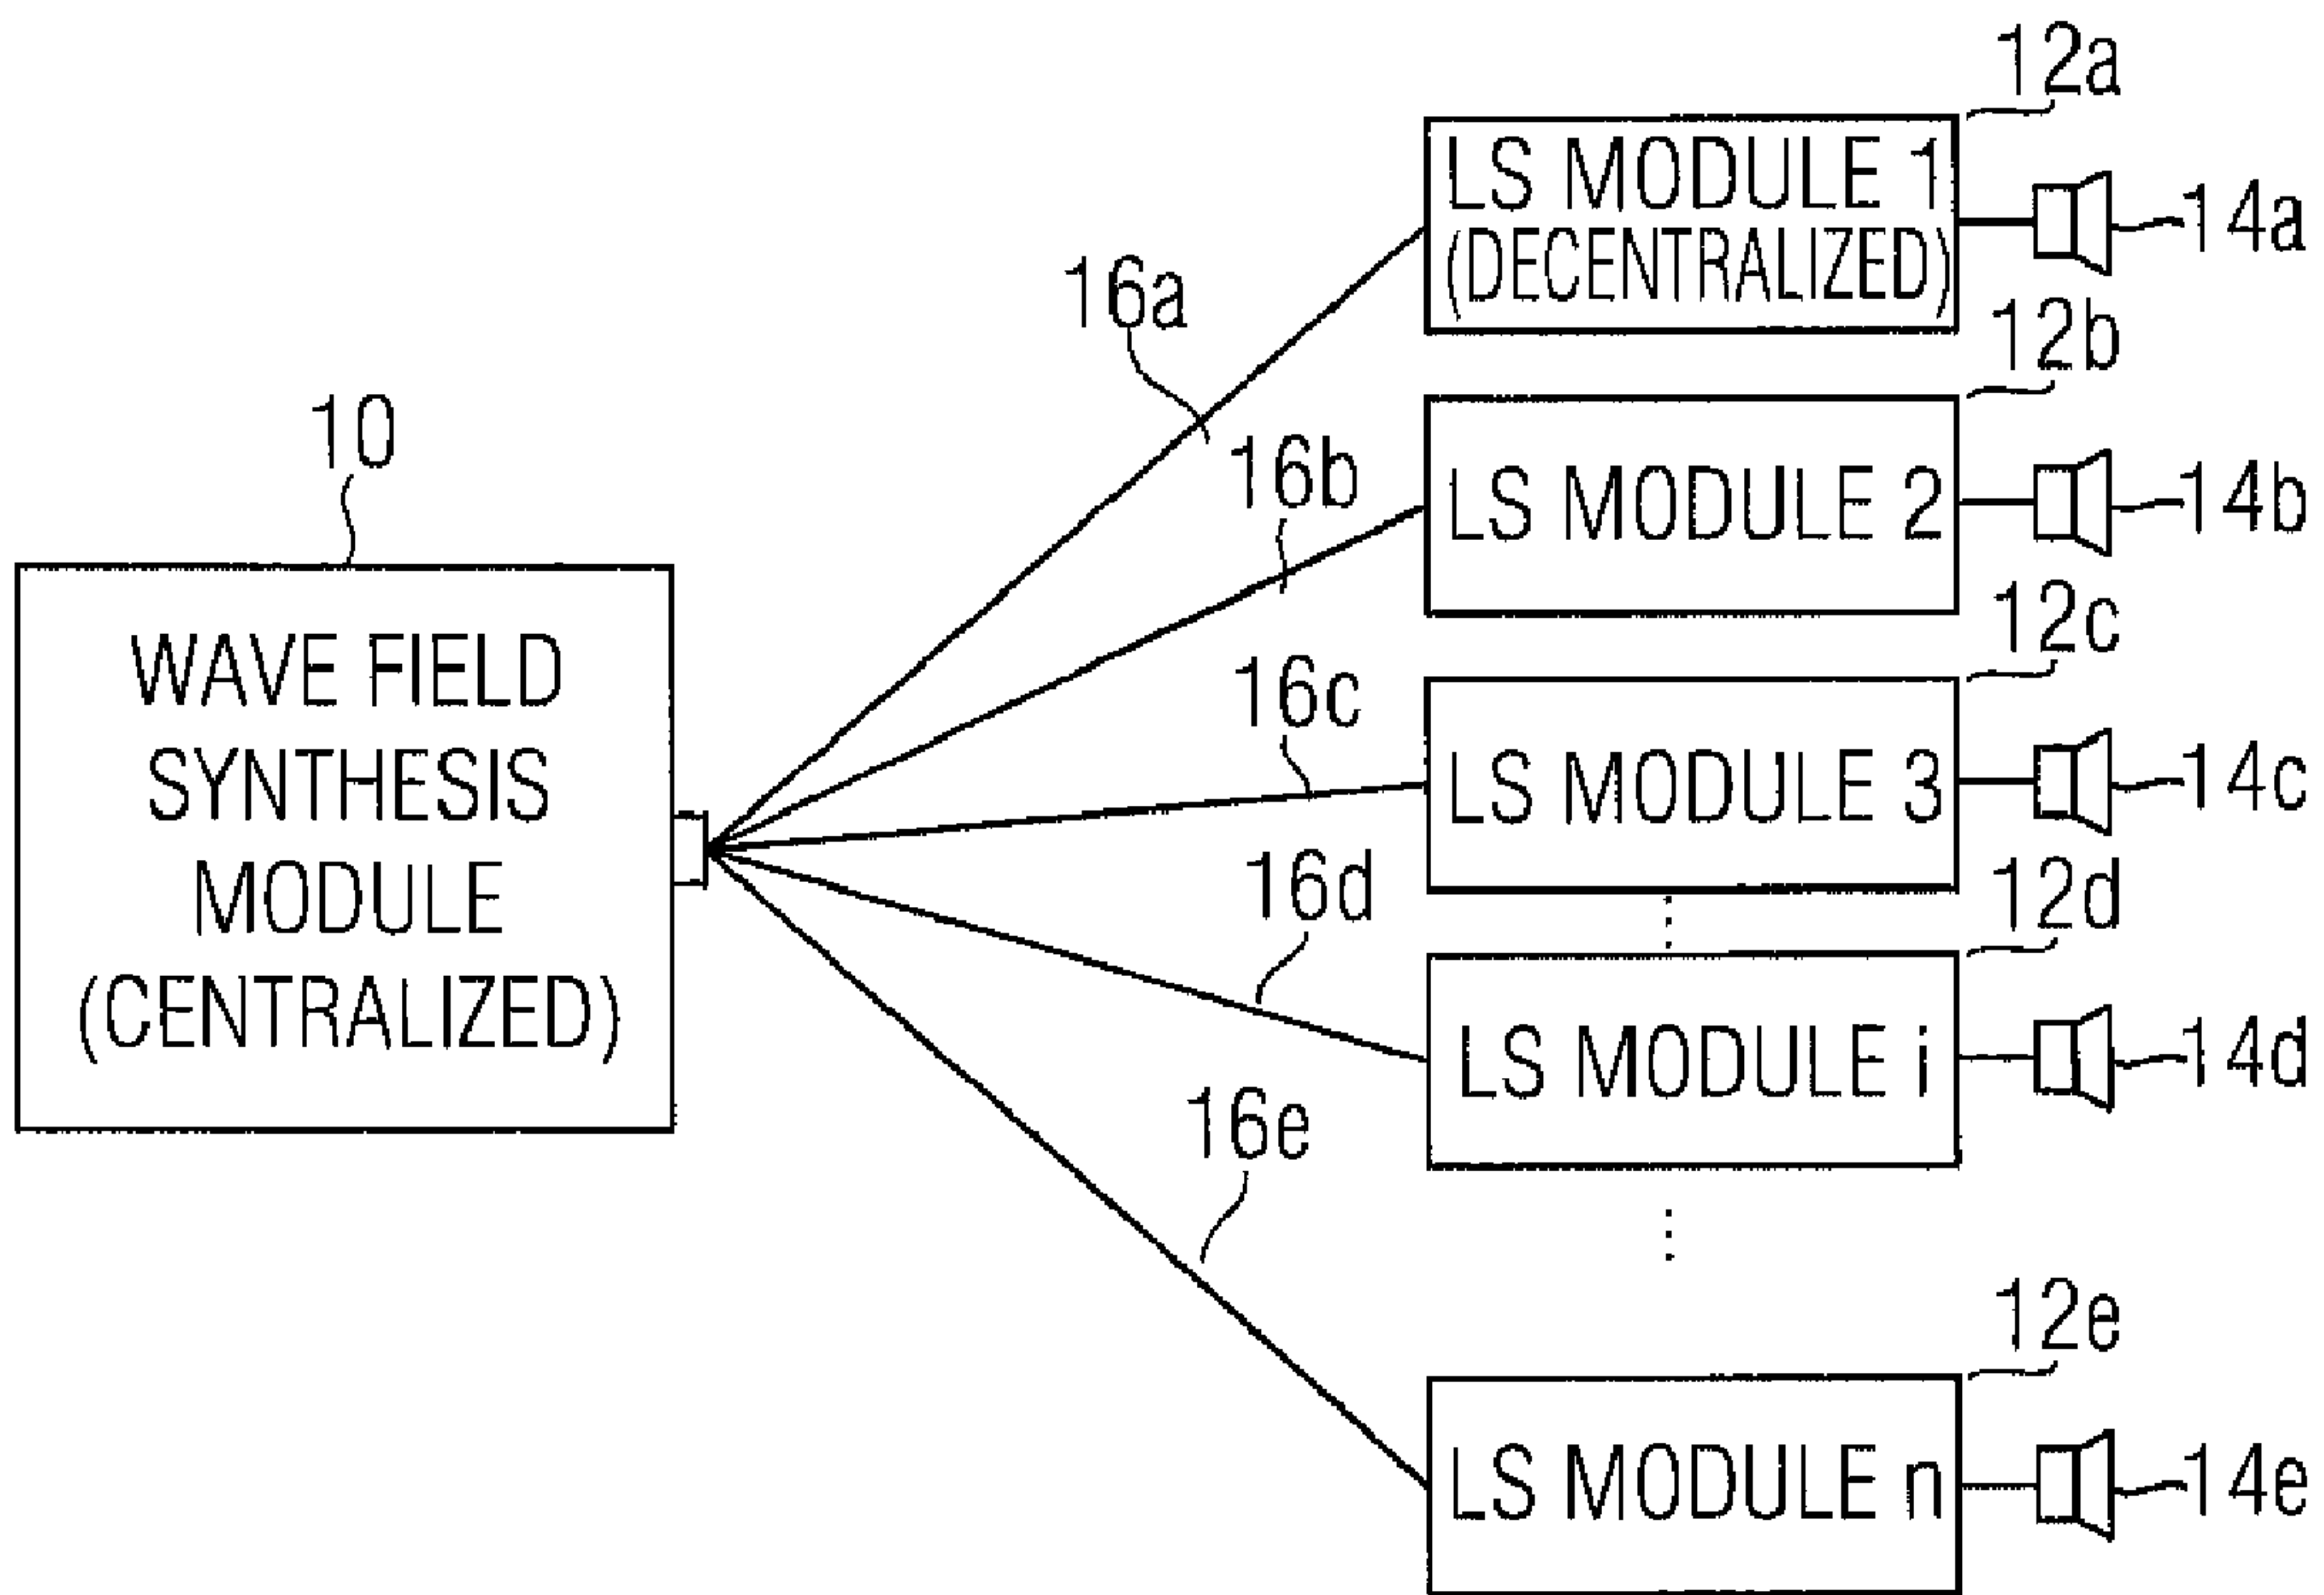 12a
LS MODULE 1
(DECENTRALIZED)
14a
16a
12b
10
16b
LS MODULE 2
14b
WAVE FIELD
SYNTHESIS
MODULE
(CENTRALIZED)
12c
16c
LS MODULE 3
14c
16d
12d
LS MODULE i
14d
16e
12e
LS MODULE n
14e